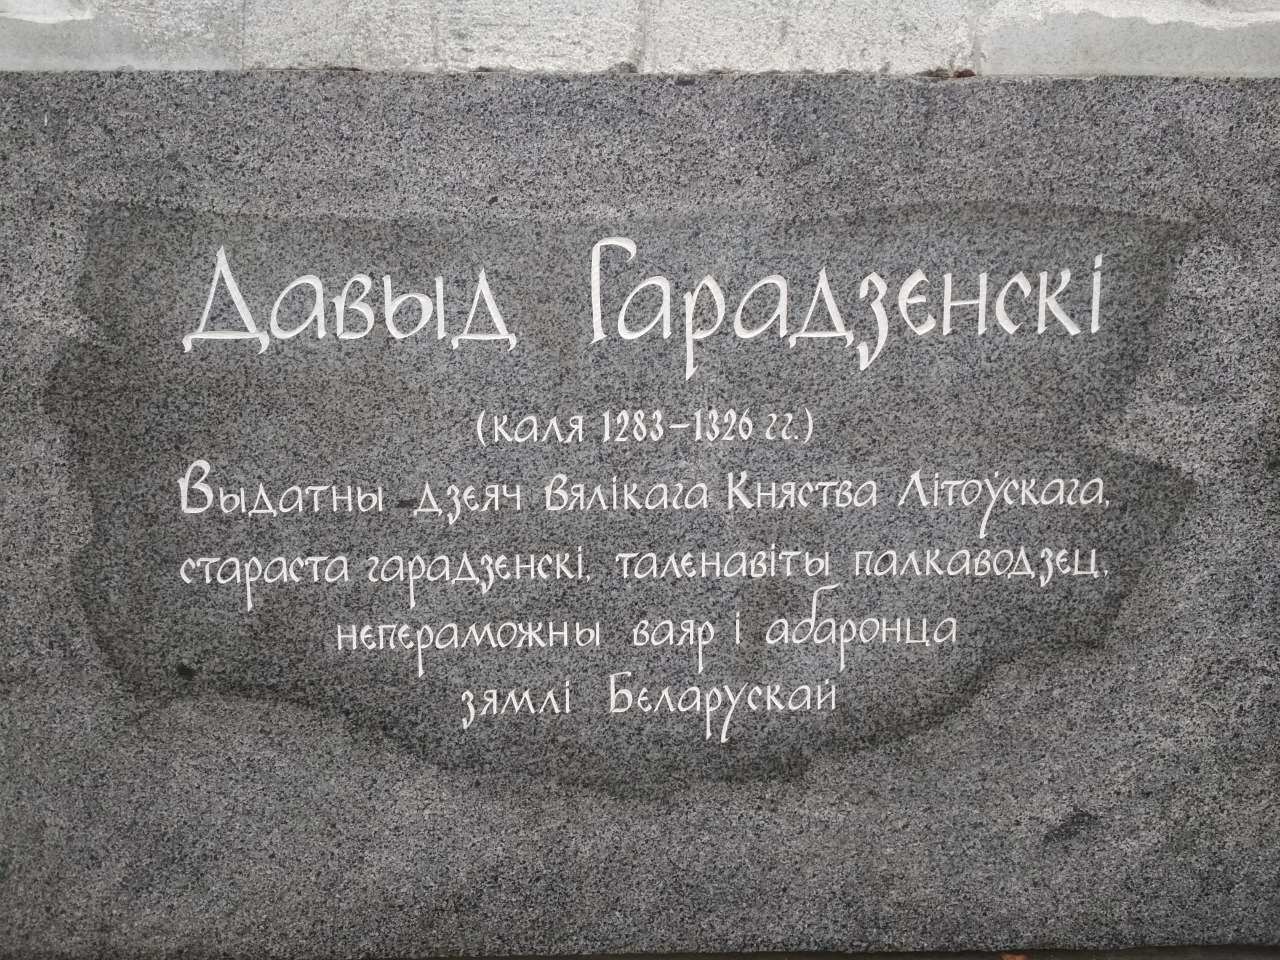 Давыд Гарадзенскі
(каля 1283–1326 гг.)
Выдатны дзеяч Вялікага Княства Літоўскага,
стараста гарадзенскі, таленавіты палкаводзец,
непераможны ваяр і абаронца
зямлі Беларускай